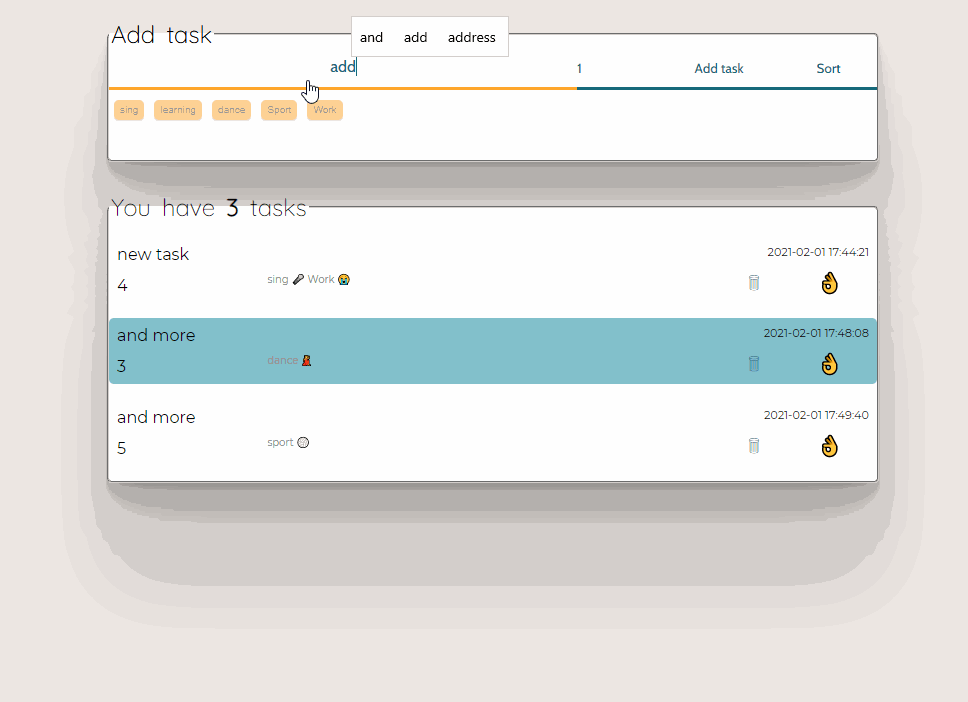 Add task
and add address
add 1 Add task Sort
sing learning dance Sport Work
You have 3 tasks
new task 2021-02-01 17:44:21
4 sing 🎤 Work 😭 👌
and more 2021-02-01 17:48:08
3 dance 💃 👌
and more 2021-02-01 17:49:40
5 sport 🏐 👌